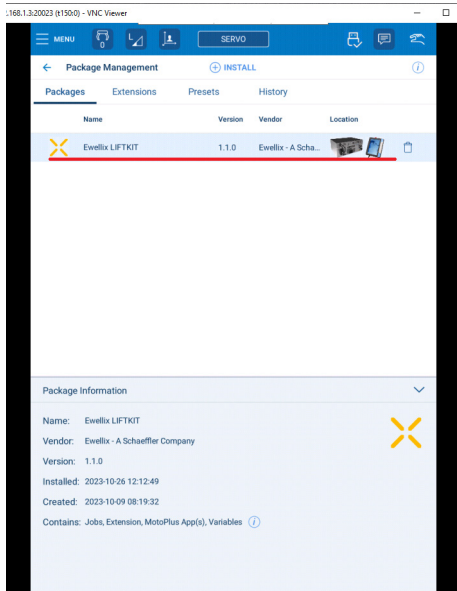 .168.1.3:20023 (t150:0) - VNC Viewer
MENU 0 SERVO
Package Management INSTALL
Packages Extensions Presets History
Name Version Vendor Location
Ewellix LIFTKIT 1.1.0 Ewellix - A Scha...
Package Information
Name: Ewellix LIFTKIT
Vendor: Ewellix - A Schaeffler Company
Version: 1.1.0
Installed: 2023-10-26 12:12:49
Created: 2023-10-09 08:19:32
Contains: Jobs, Extension, MotoPlus App(s), Variables